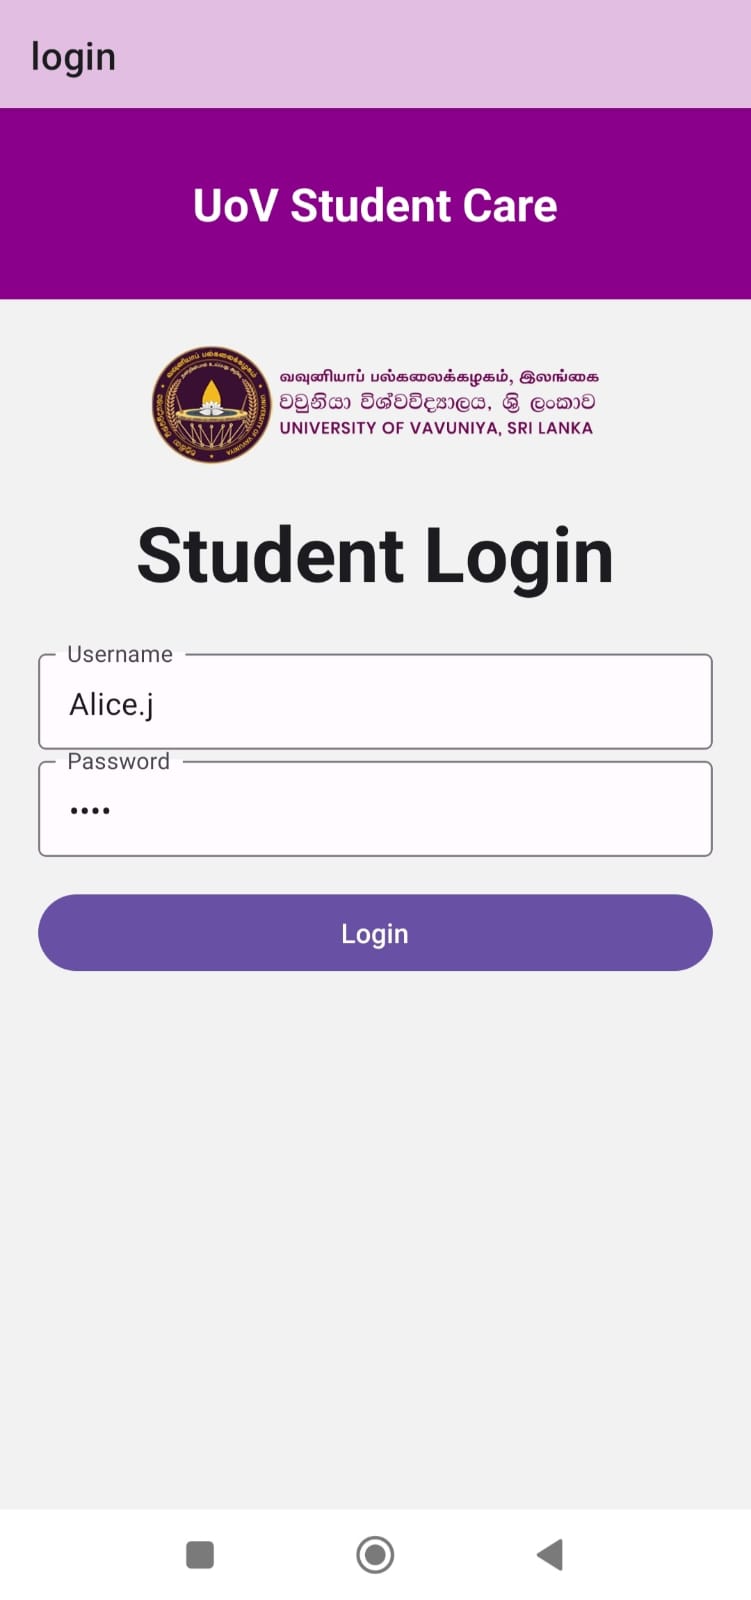 login
UoV Student Care
வவுனியாப் பல்கலைக்கழகம், இலங்கை
වවුනියා විශ්වවිද්‍යාලය, ශ්‍රී ලංකාව
UNIVERSITY OF VAVUNIYA, SRI LANKA
Student Login
Username
Alice.j
Password
••••
Login